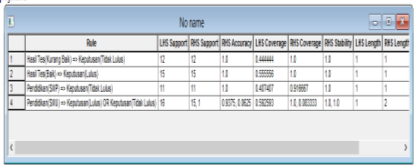 No name
Rule LHS Support RHS Support RHS Accuracy LHS Coverage RHS Coverage RHS Stability LHS Length RHS Length
1 Hasil Tes(Kurang Baik) => Keputusan(Tidak Lulus) 12 12 1.0 0.444444 1.0 1.0 1 1
2 Hasil Tes(Baik) => Keputusan(Lulus) 15 15 1.0 0.555556 1.0 1.0 1 1
3 Pendidikan(SMP) => Keputusan(Tidak Lulus) 11 11 1.0 0.407407 0.916667 1.0 1 1
4 Pendidikan(SMU) => Keputusan(Lulus) OR Keputusan(Tidak Lulus) 16 15, 1 0.9375, 0.0625 0.592593 1.0, 0.083333 1.0, 1.0 1 2